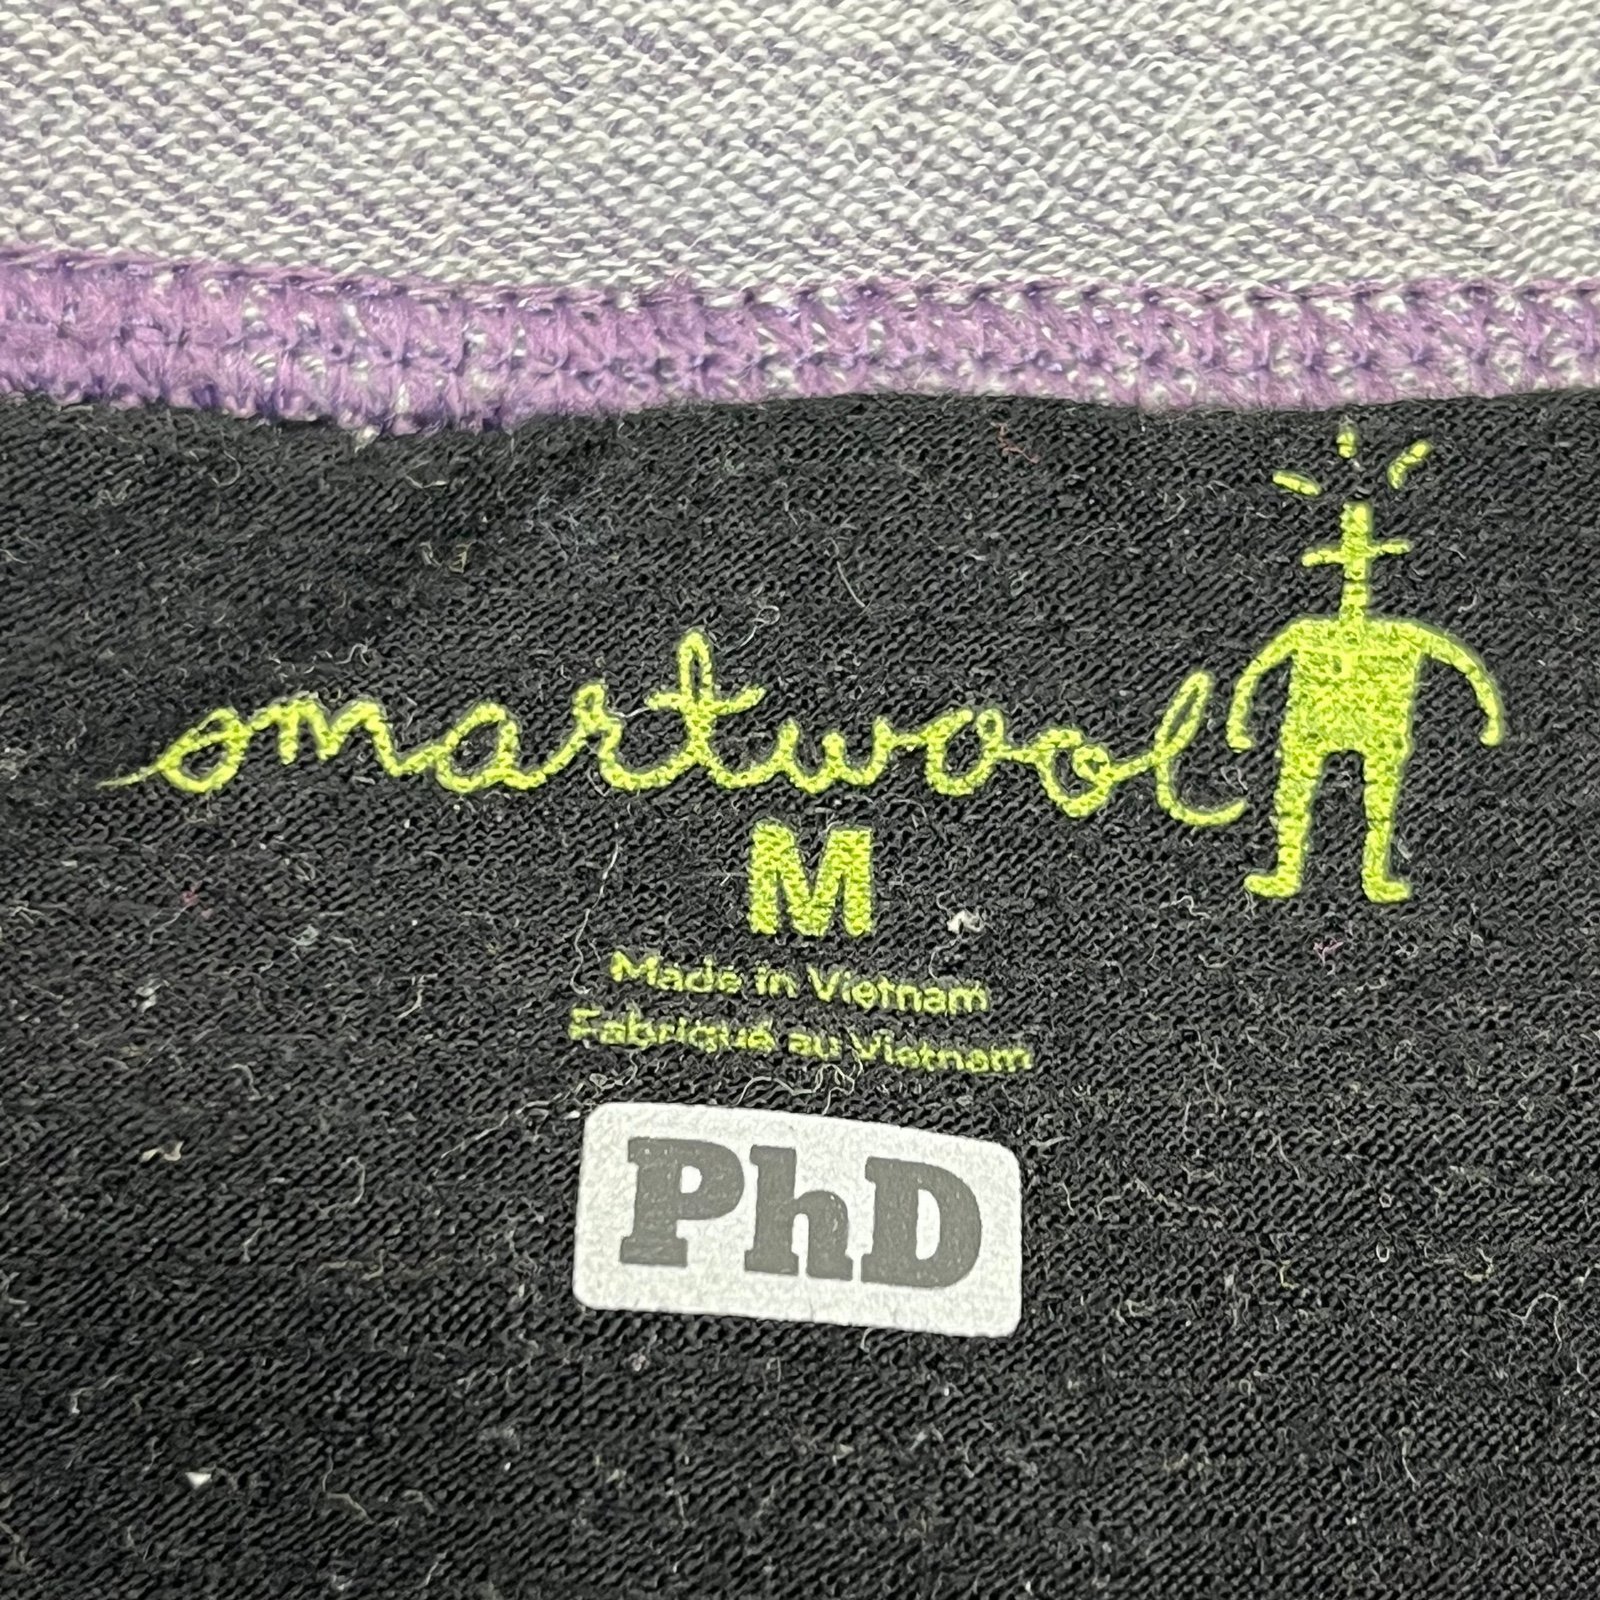 smartwool
M
Made in Vietnam
Fabriqué au Vietnam
PhD